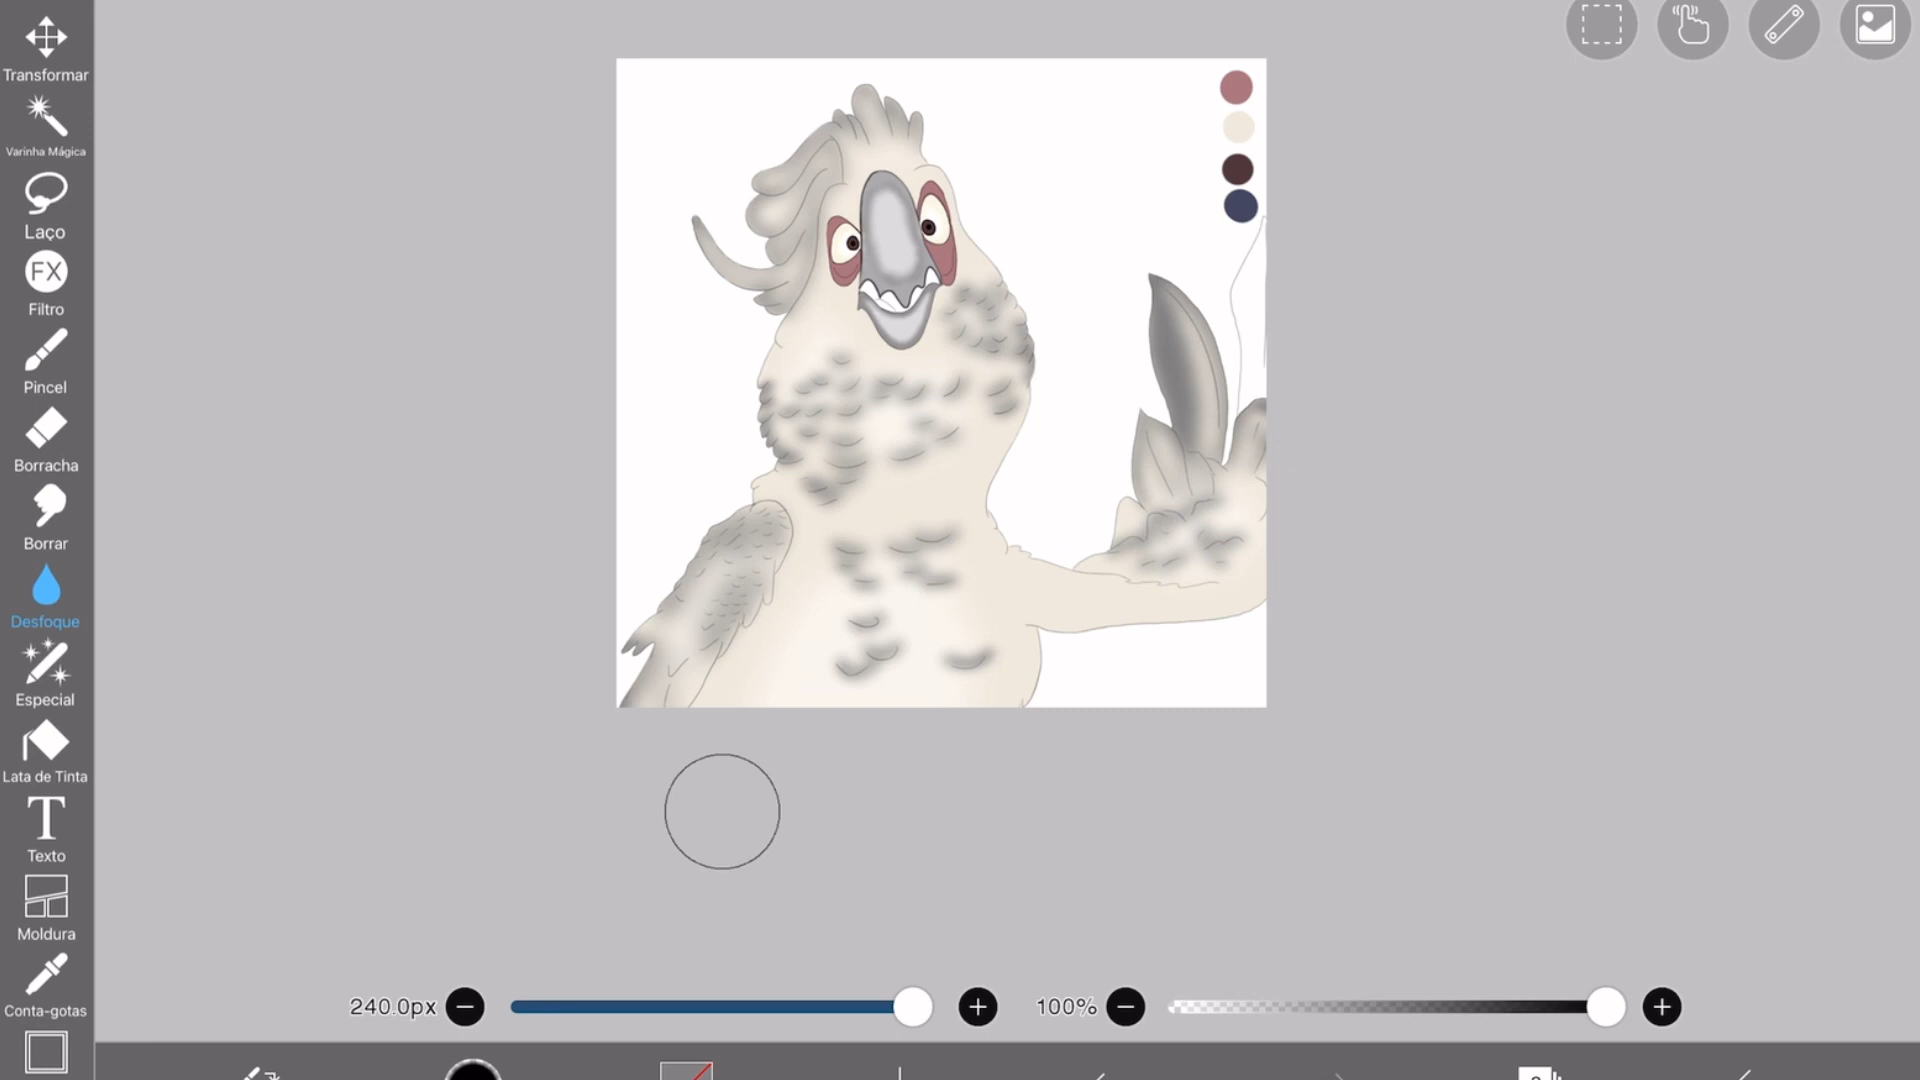 Transformar
Varinha Mágica
Laço
FX
Filtro
Pincel
Borracha
Borrar
Desfoque
Especial
Lata de Tinta
T
Texto
Moldura
Conta-gotas
240.0px
100%